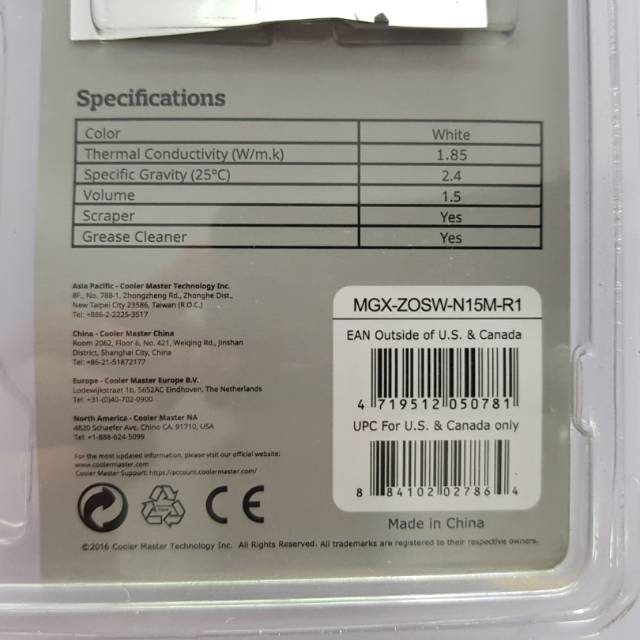 Specifications
Color White
Thermal Conductivity (W/m.k) 1.85
Specific Gravity (25°C) 2.4
Volume 1.5
Scraper Yes
Grease Cleaner Yes
Asia Pacific - Cooler Master Technology Inc.
8F., No. 788-1, Zhongzheng Rd., Zhonghe Dist.,
New Taipei City 23586, Taiwan (R.O.C.)
Tel: +886-2-2225-3517
China - Cooler Master China
Room 2062, Floor 6, No. 421, Weiqing Rd., Jinshan
District, Shanghai City, China
Tel: +86-21-51872177
Europe - Cooler Master Europe B.V.
Lodewijkstraat 1b, 5652AC Eindhoven. The Netherlands
Tel: +31-(0)40-702-0900
North America - Cooler Master NA
4820 Schaefer Ave, Chino CA. 91710, USA
Tel: +1-888-624-5099
For the most updated information, please visit our official website:
www.coolermaster.com
Cooler Master Support: https://account.coolermaster.com/
MGX-ZOSW-N15M-R1
EAN Outside of U.S. & Canada
4 719512 050781
UPC For U.S. & Canada only
8 84102 02786 4
CE
Made in China
©2016 Cooler Master Technology Inc. All Rights Reserved. All trademarks are registered to their respective owners.